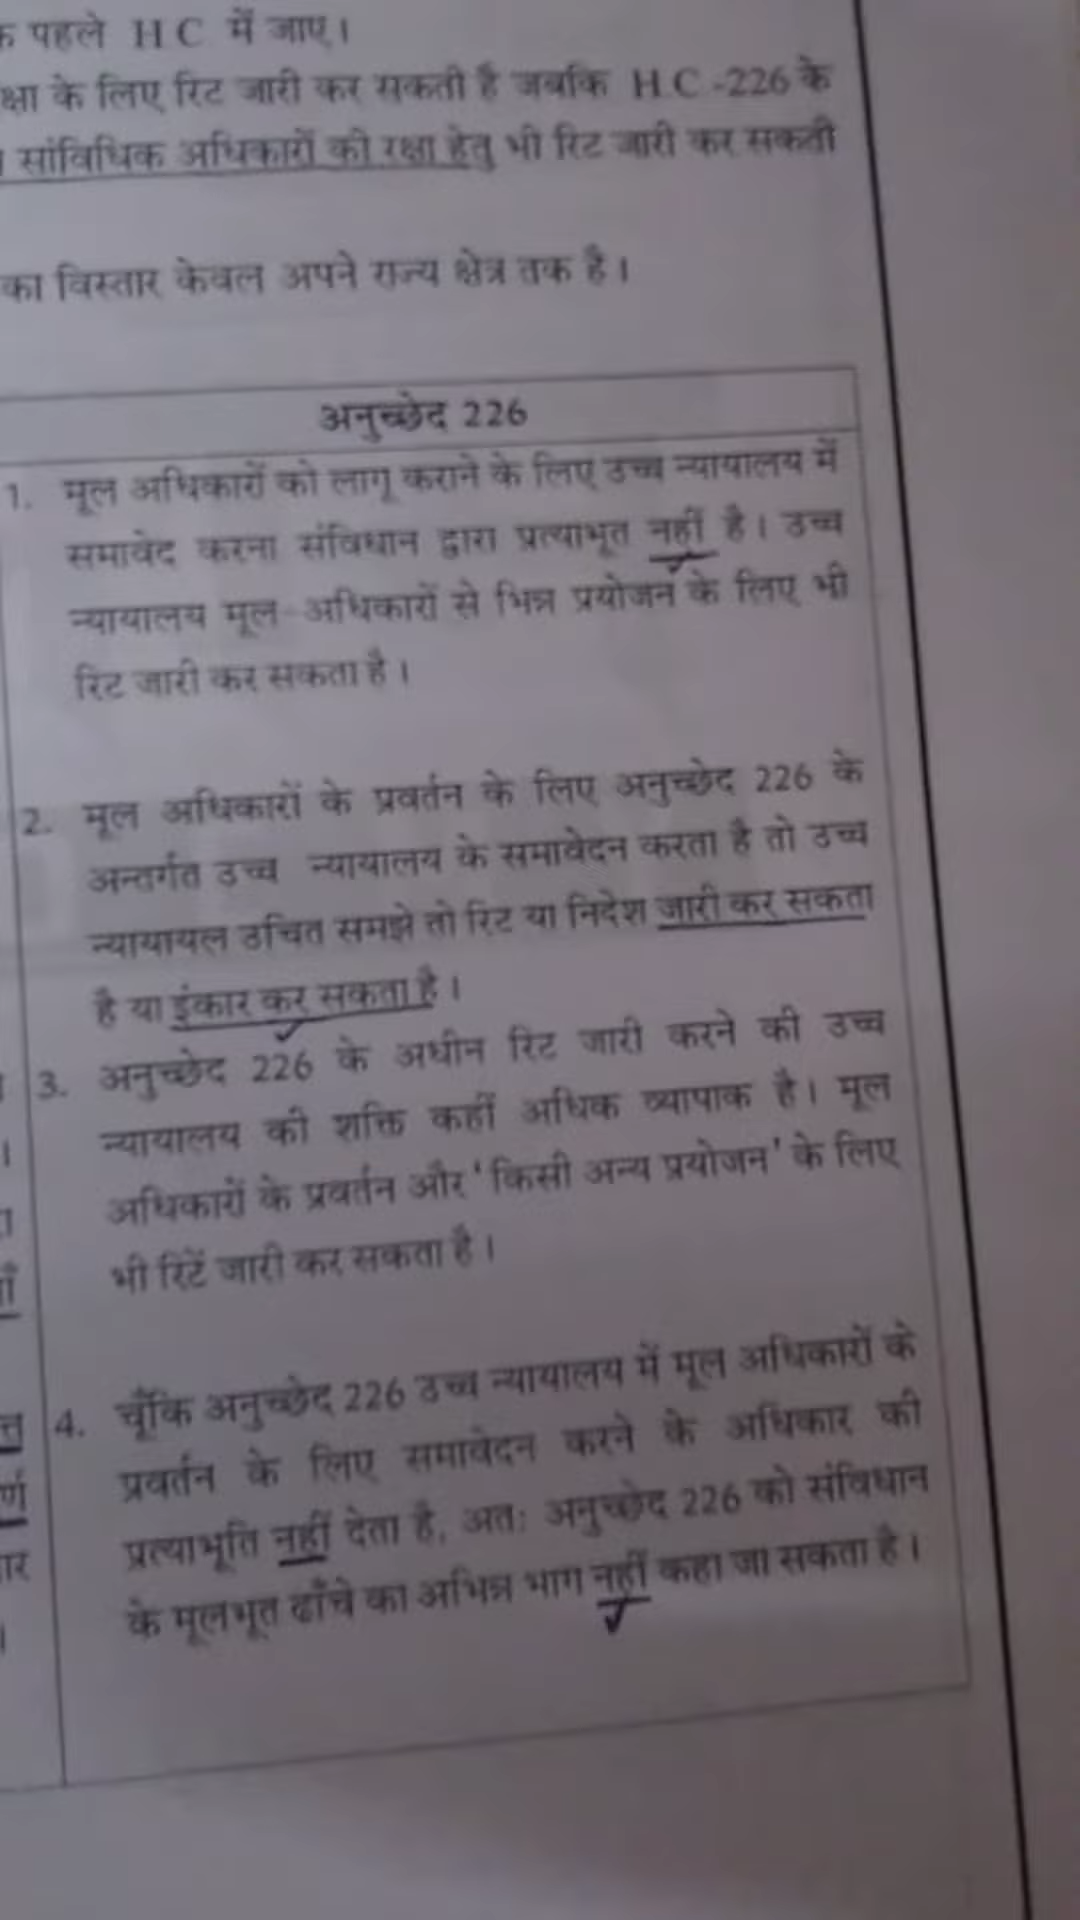 पहले HC में जाए।
क्षा के लिए रिट जारी कर सकती है जबकि HC-226 के
सांविधिक अधिकारों की रक्षा हेतु भी रिट जारी कर सकती
का विस्तार केवल अपने राज्य क्षेत्र तक है।
अनुच्छेद 226
1. मूल अधिकारों को लागू कराने के लिए उच्च न्यायालय में
समावेद करना संविधान द्वारा प्रत्याभूत नहीं है। उच्च
न्यायालय मूल अधिकारों से भिन्न प्रयोजन के लिए भी
रिट जारी कर सकता है।
2. मूल अधिकारों के प्रवर्तन के लिए अनुच्छेद 226 के
अन्तर्गत उच्च न्यायालय के समावेदन करता है तो उच्च
न्यायायल उचित समझे तो रिट या निदेश जारी कर सकता
है या इंकार कर सकता है।
3. अनुच्छेद 226 के अधीन रिट जारी करने की उच्च
न्यायालय की शक्ति कहीं अधिक व्यापाक है। मूल
अधिकारों के प्रवर्तन और 'किसी अन्य प्रयोजन' के लिए
भी रिटें जारी कर सकता है।
4. चूँकि अनुच्छेद 226 उच्च न्यायालय में मूल अधिकारों के
प्रवर्तन के लिए समावेदन करने के अधिकार की
प्रत्याभूति नहीं देता है, अतः अनुच्छेद 226 को संविधान
के मूलभूत ढाँचे का अभिन्न भाग नहीं कहा जा सकता है।